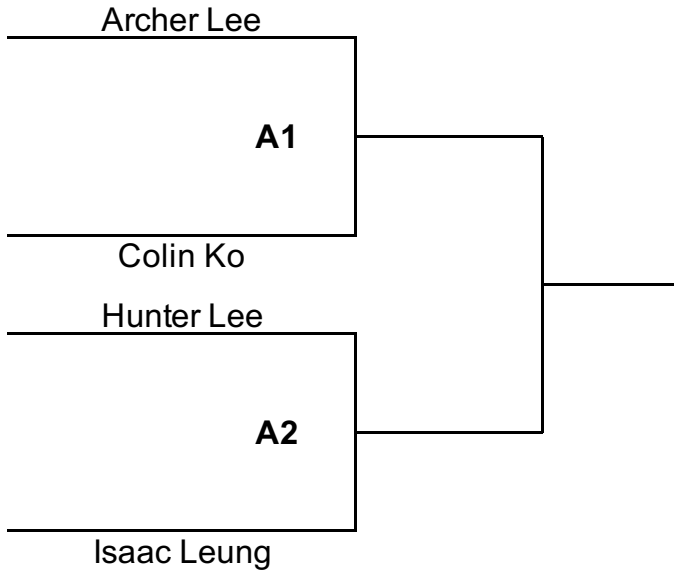 Archer Lee
A1
Colin Ko
Hunter Lee
A2
Isaac Leung